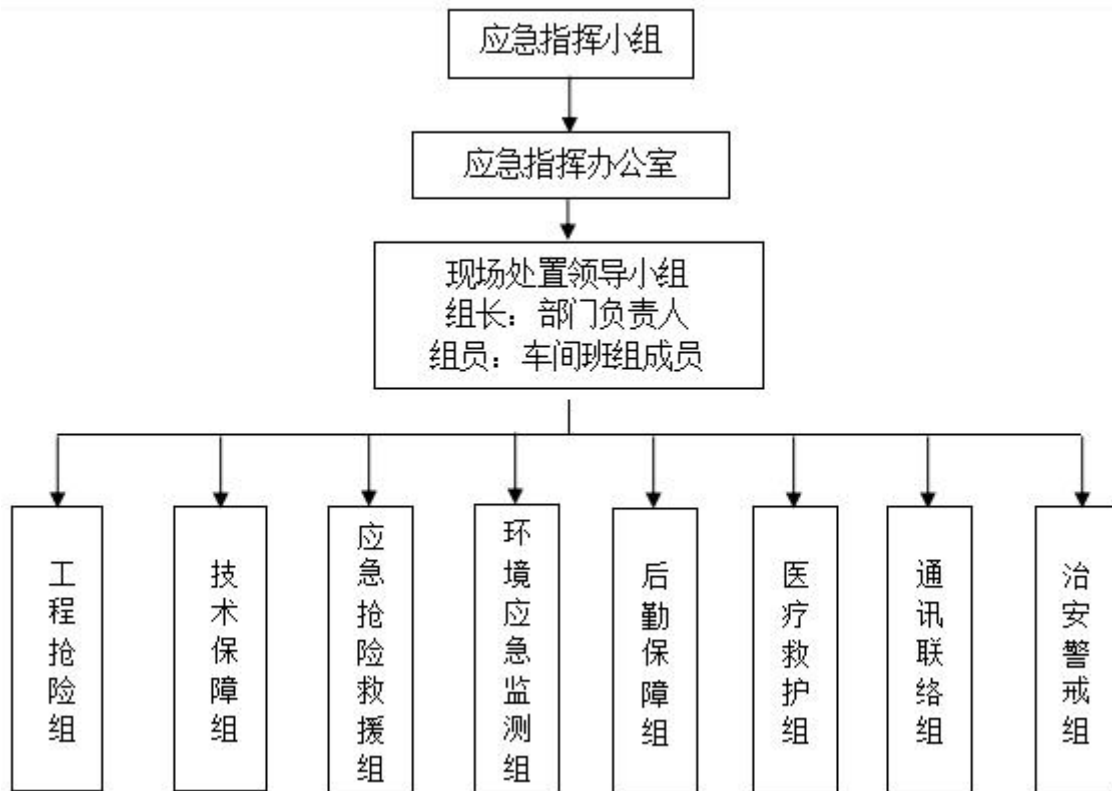 应急指挥小组
应急指挥办公室
现场处置领导小组
组长：部门负责人
组员：车间班组成员
工程抢险组
技术保障组
应急抢险救援组
环境应急监测组
后勤保障组
医疗救护组
通讯联络组
治安警戒组